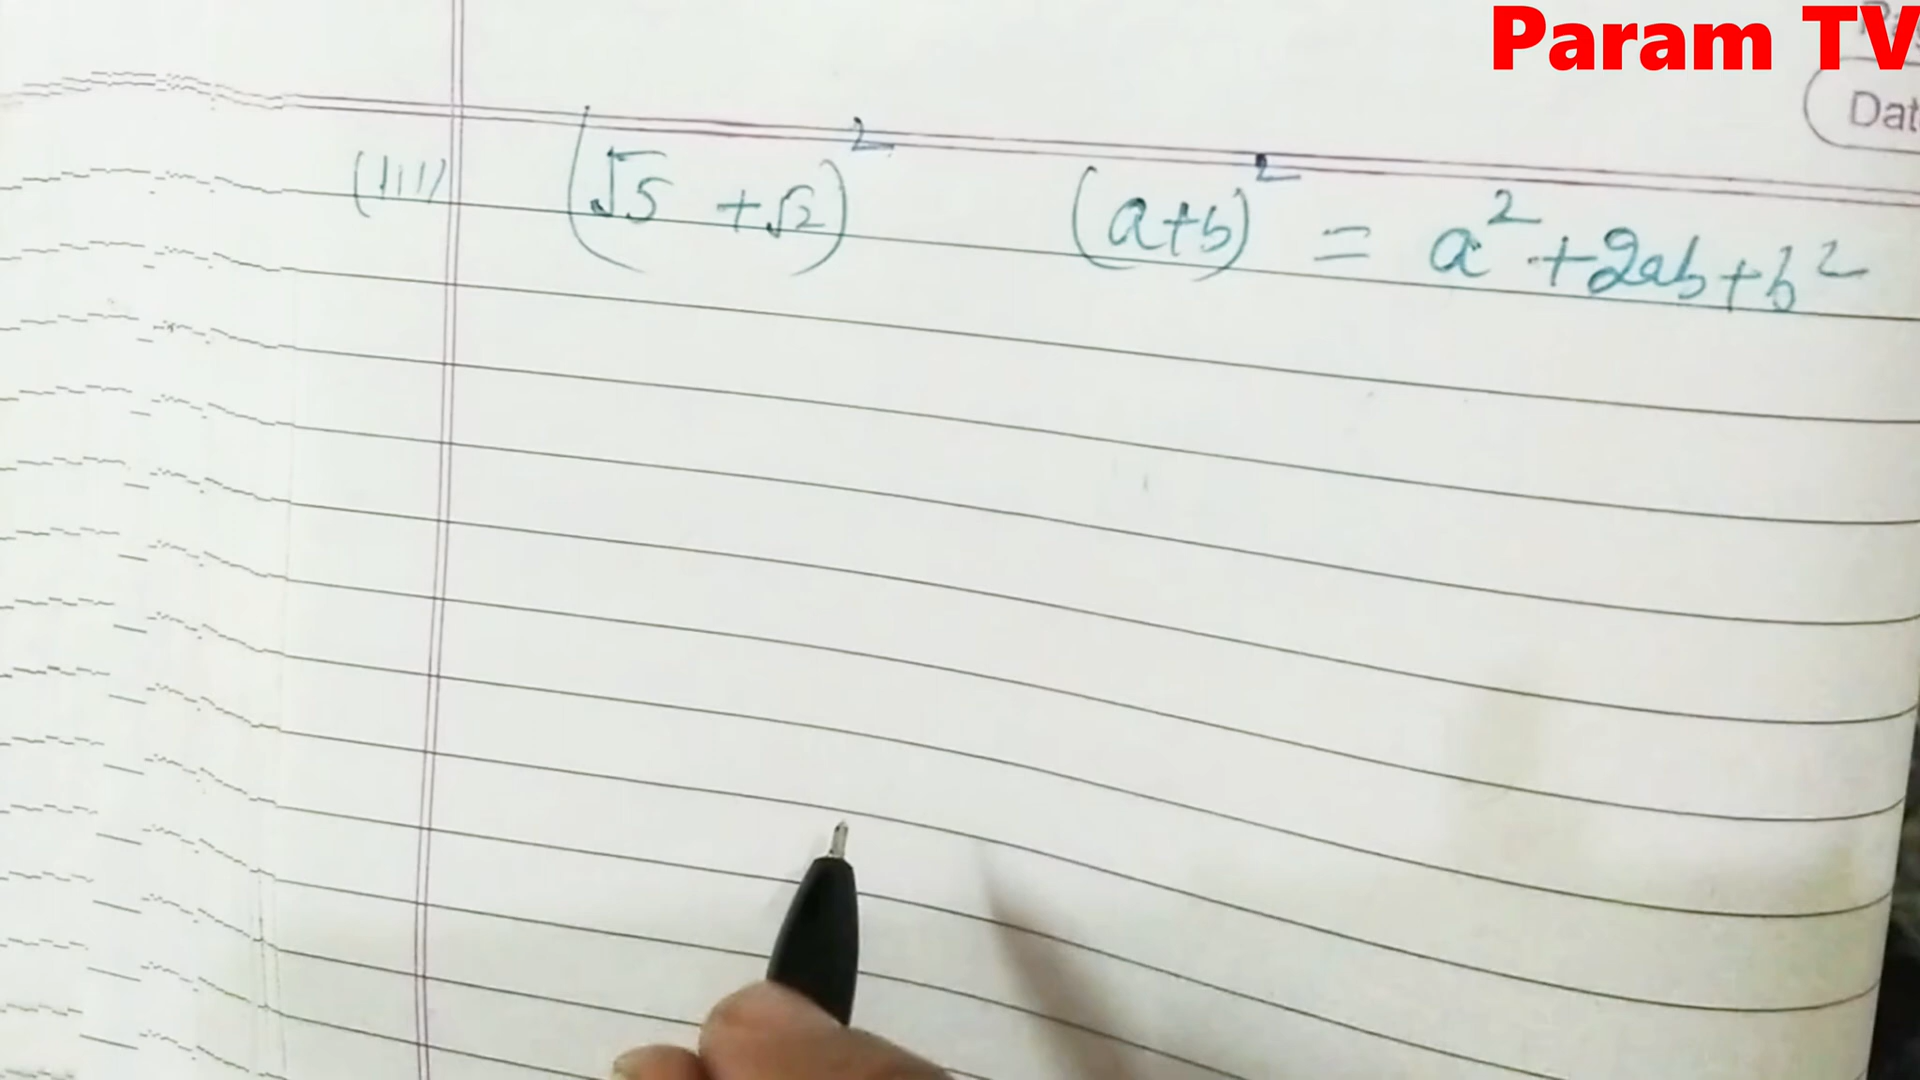 Param TV
Dat
(iii) (√5 + √2)² (a+b)² = a² + 2ab + b²